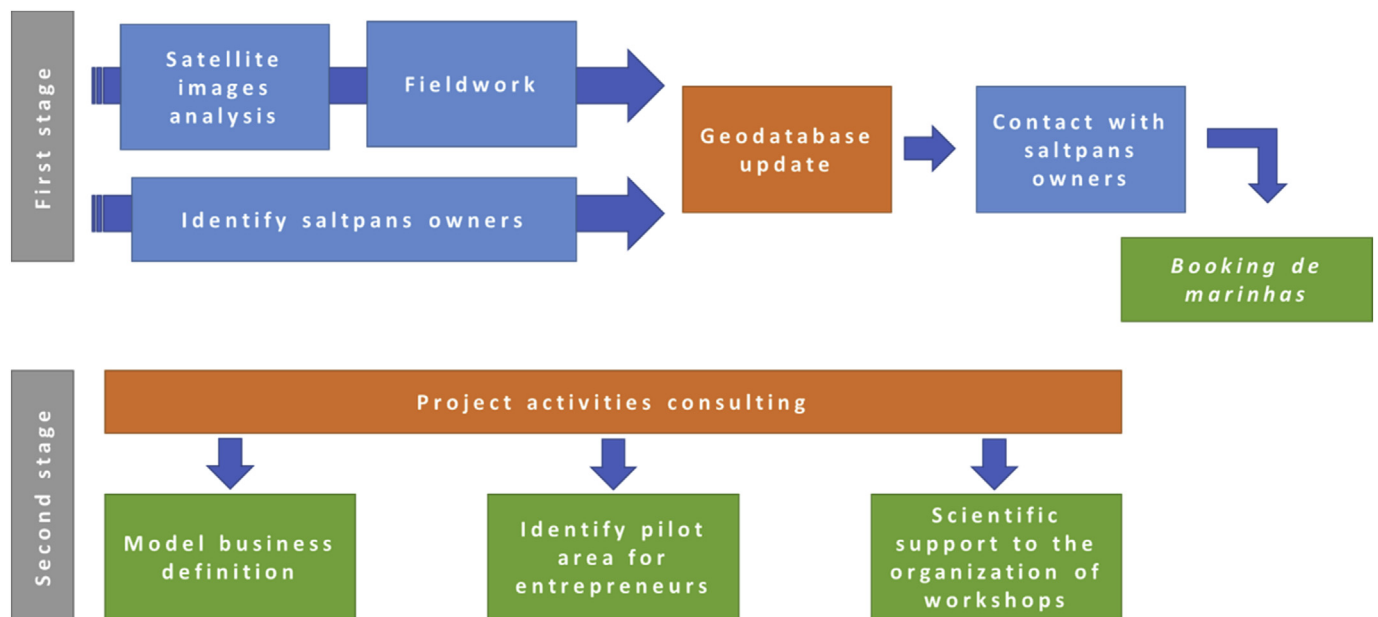 First stage
Satellite
images
analysis
Fieldwork
Identify saltpans owners
Geodatabase
update
Contact with
saltpans
owners
Booking de
marinhas
Second stage
Project activities consulting
Model business
definition
Identify pilot
area for
entrepreneurs
Scientific
support to the
organization of
workshops